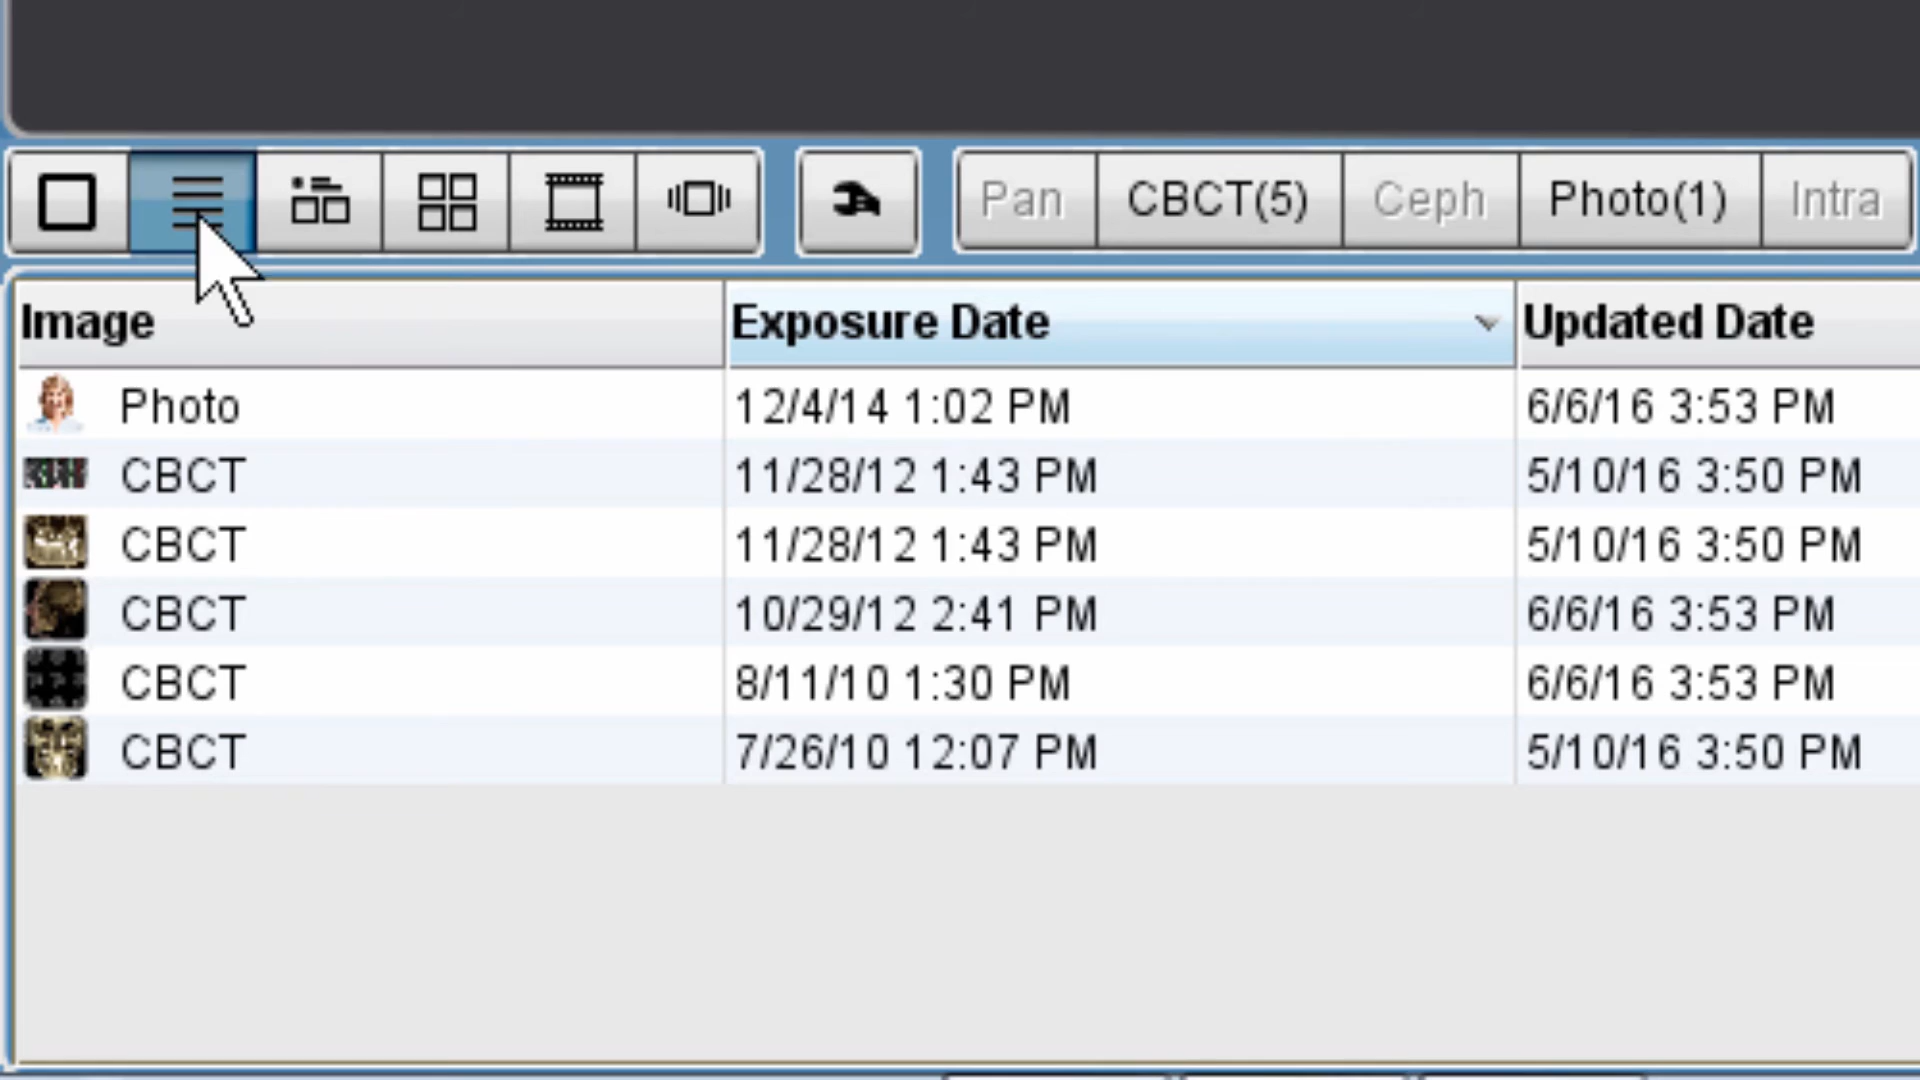 Pan CBCT(5) Ceph Photo(1) Intra
Image Exposure Date Updated Date
Photo 12/4/14 1:02 PM 6/6/16 3:53 PM
CBCT 11/28/12 1:43 PM 5/10/16 3:50 PM
CBCT 11/28/12 1:43 PM 5/10/16 3:50 PM
CBCT 10/29/12 2:41 PM 6/6/16 3:53 PM
CBCT 8/11/10 1:30 PM 6/6/16 3:53 PM
CBCT 7/26/10 12:07 PM 5/10/16 3:50 PM